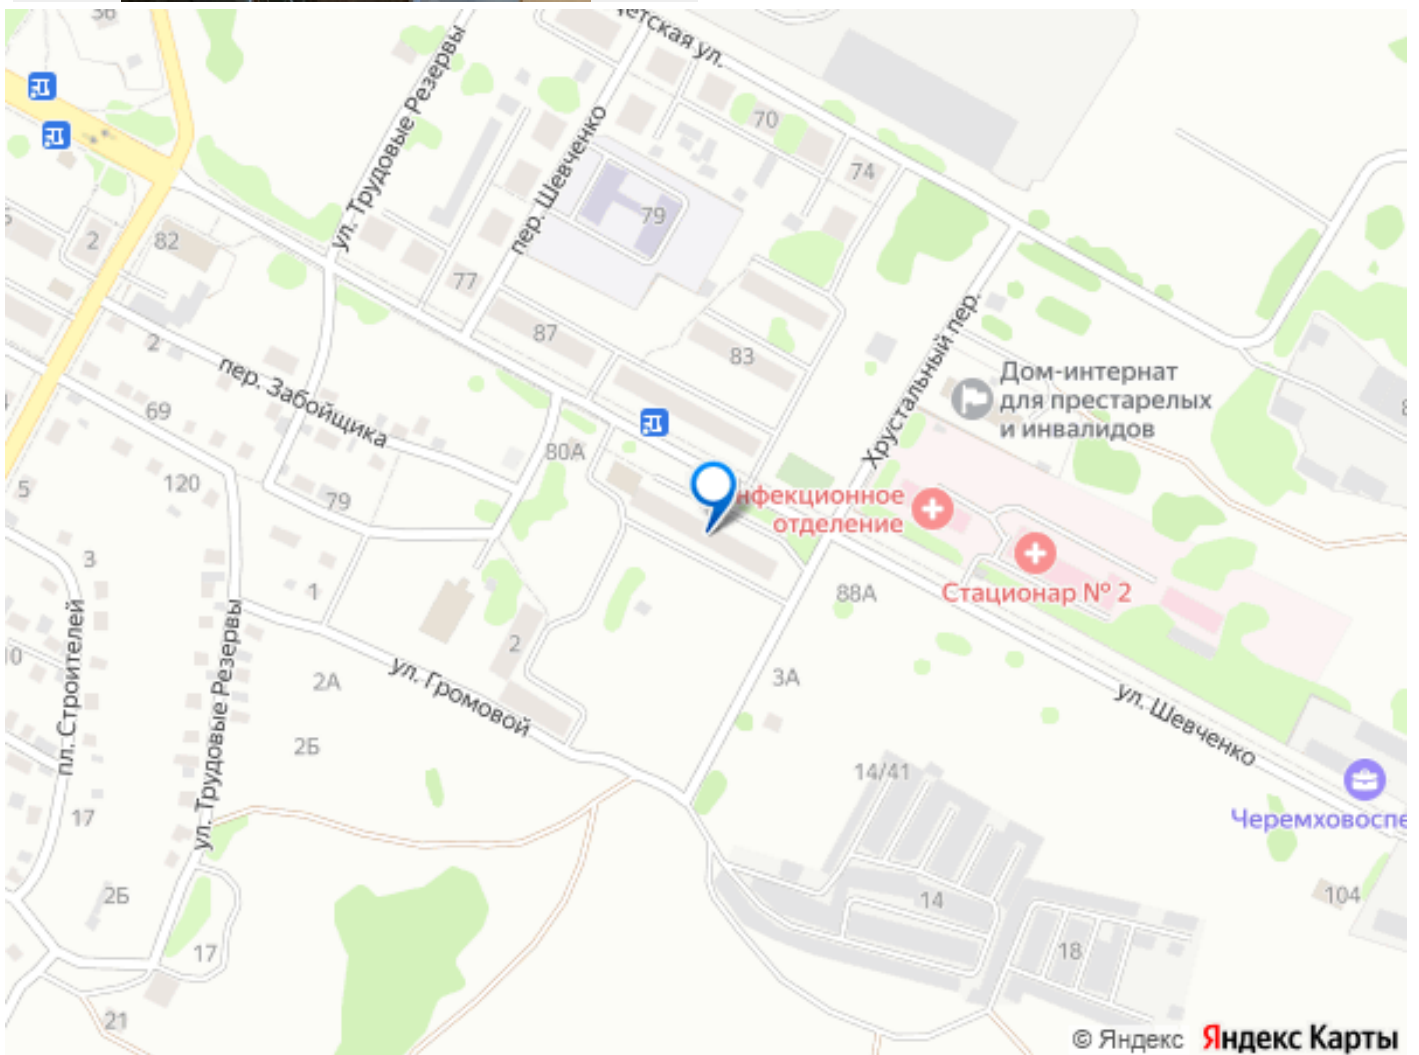 36
ул. Трудовые Резервы
пер. Шевченко
70
74
79
2
82
77
87
83
2
пер. Забойщика
69
80А
Хрустальный пер.
Дом-интернат
для престарелых
и инвалидов
5
120
79
нфекционное
отделение
3
1
88А
Стационар № 2
2
3А
ул. Громовой
2А
2Б
пл. Строителей
ул. Трудовые Резервы
ул. Шевченко
10
14/41
17
Черемховоспе
2Б
14
104
17
18
21
© Яндекс Яндекс Карты